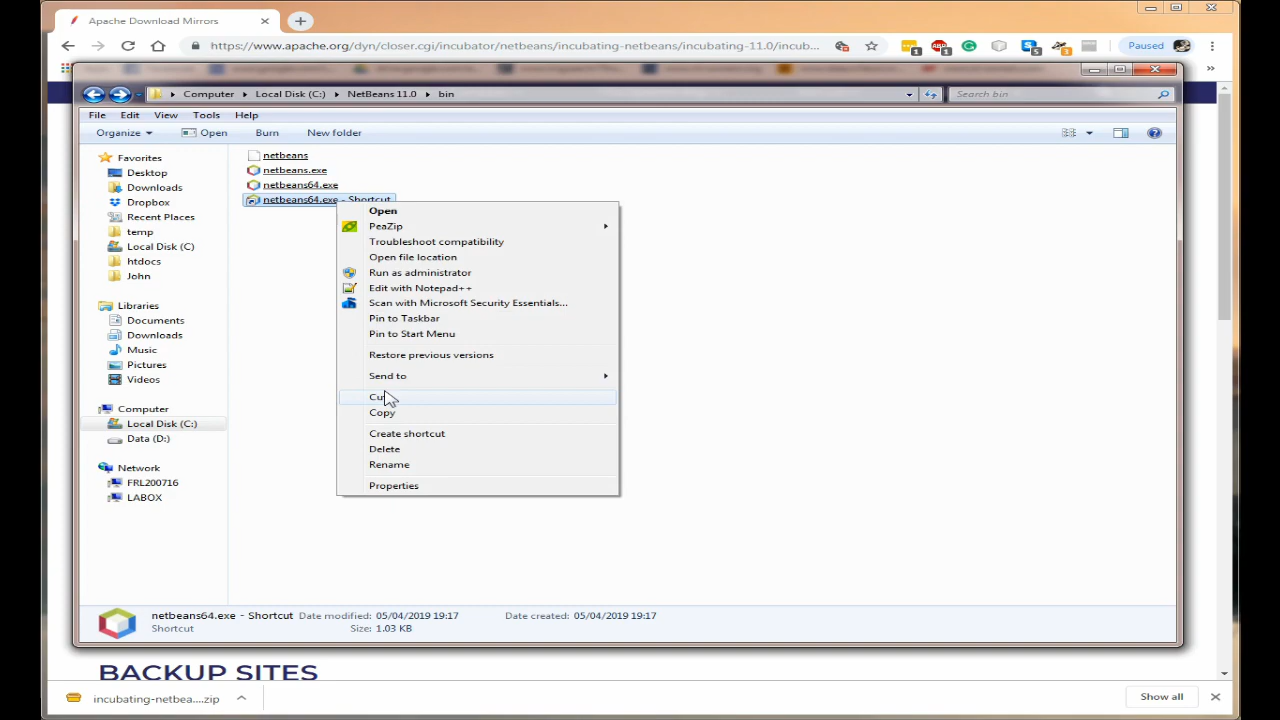 Apache Download Mirrors
https://www.apache.org/dyn/closer.cgi/incubator/netbeans/incubating-netbeans/incubating-11.0/incub...
1
1
5
4
Paused
Computer
Local Disk (C:)
NetBeans 11.0
bin
Search bin
File
Edit
View
Tools
Help
Organize
Open
Burn
New folder
Favorites
Desktop
Downloads
Dropbox
Recent Places
temp
Local Disk (C)
htdocs
John
Libraries
Documents
Downloads
Music
Pictures
Videos
Computer
Local Disk (C:)
Data (D:)
Network
FRL200716
LABOX
netbeans
netbeans.exe
netbeans64.exe
netbeans64.exe - Shortcut
Open
PeaZip
Troubleshoot compatibility
Open file location
Run as administrator
Edit with Notepad++
Scan with Microsoft Security Essentials...
Pin to Taskbar
Pin to Start Menu
Restore previous versions
Send to
Copy
Create shortcut
Delete
Rename
Properties
netbeans64.exe - Shortcut Date modified: 05/04/2019 19:17 Date created: 05/04/2019 19:17
Shortcut Size: 1.03 KB
BACKUP SITES
incubating-netbea....zip
Show all